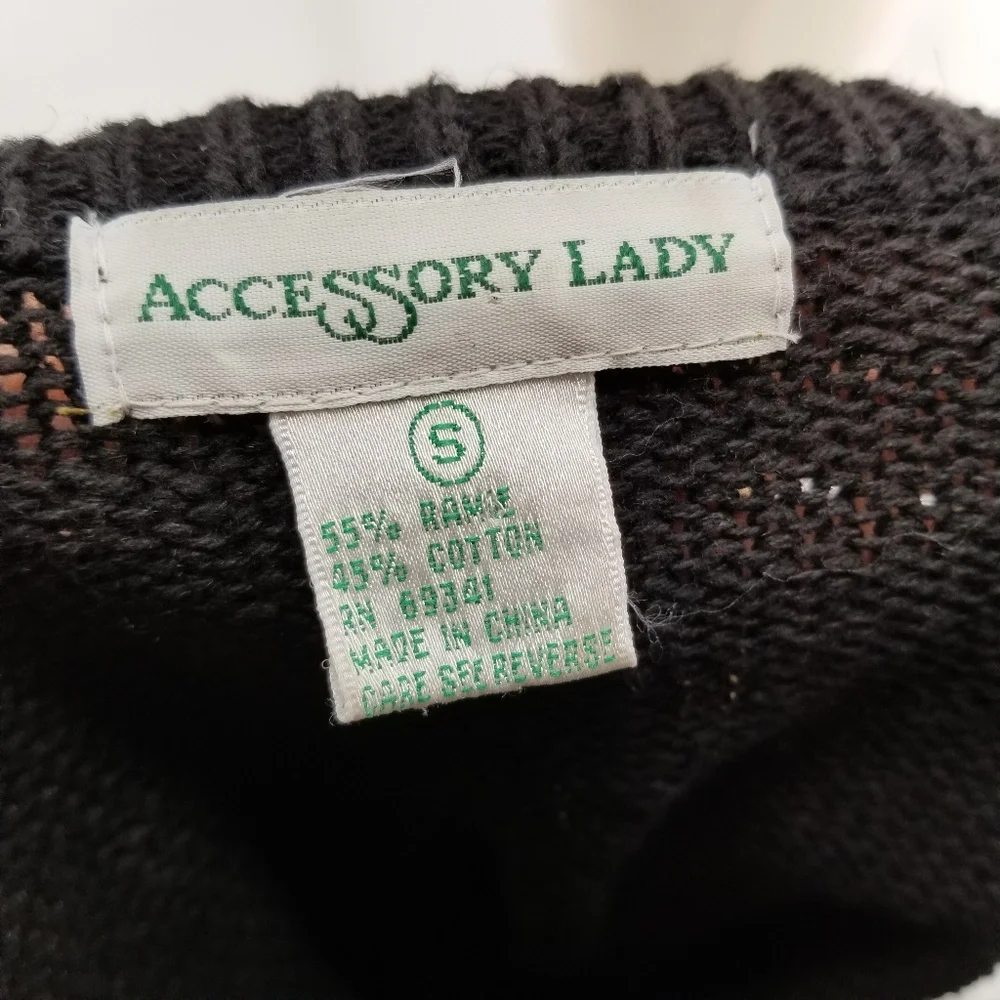 ACCESSORY LADY
S
55% RAMIE
45% COTTON
RN 69341
MADE IN CHINA
CARE SEE REVERSE